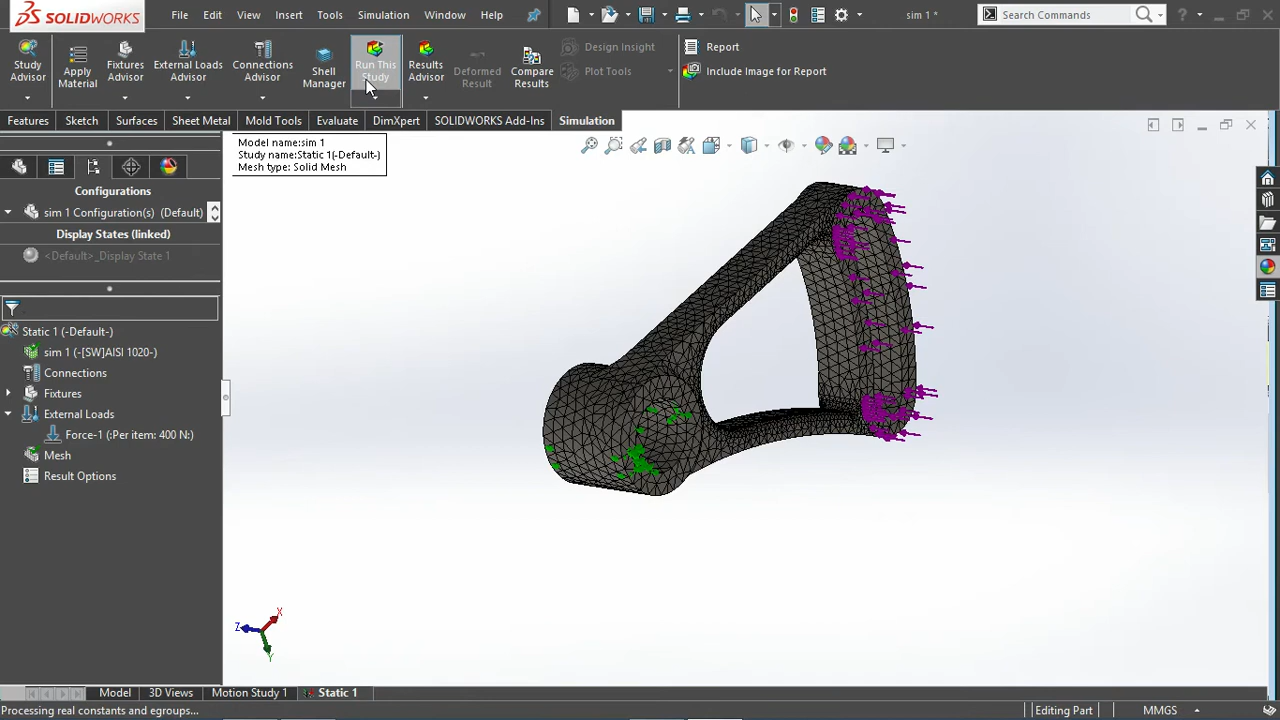 SOLIDWORKS
File Edit View Insert Tools Simulation Window Help
sim 1 *
Search Commands
?
Study Advisor
Apply Material
Fixtures Advisor
External Loads Advisor
Connections Advisor
Shell Manager
Run This Study
Results Advisor
Deformed Result
Compare Results
Design Insight
Plot Tools
Report
Include Image for Report
Features Sketch Surfaces Sheet Metal Mold Tools Evaluate DimXpert SOLIDWORKS Add-Ins Simulation
Model name:sim 1
Study name:Static 1(-Default-)
Mesh type: Solid Mesh
Configurations
sim 1 Configuration(s) (Default)
Display States (linked)
<Default>_Display State 1
Static 1 (-Default-)
sim 1 (-[SW]AISI 1020-)
Connections
Fixtures
External Loads
Force-1 (:Per item: 400 N:)
Mesh
Result Options
X
Z
Y
Model 3D Views Motion Study 1 Static 1
Processing real constants and egroups...
Editing Part
MMGS